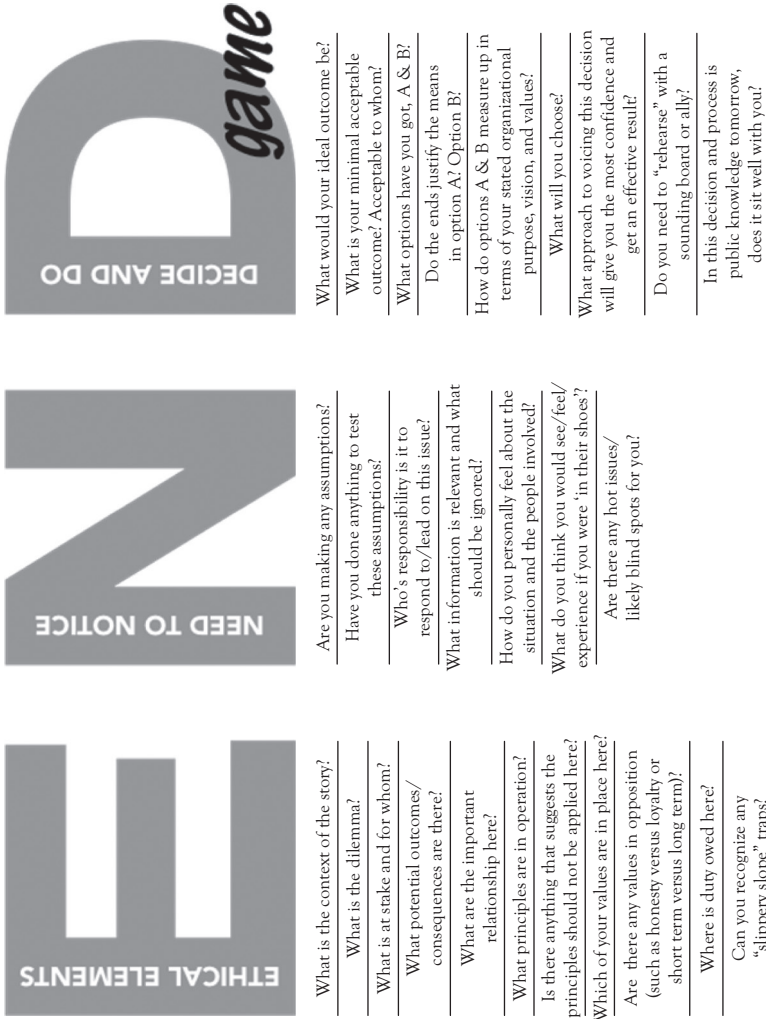 ETHICAL ELEMENTS
What is the context of the story?
What is the dilemma?
What is at stake and for whom?
What potential outcomes/
consequences are there?
What are the important
relationship here?
What principles are in operation?
Is there anything that suggests the
principles should not be applied here?
Which of your values are in place here?
Are there any values in opposition
(such as honesty versus loyalty or
short term versus long term)?
Where is duty owed here?
Can you recognize any
“slippery slope” traps?
NEED TO NOTICE
Are you making any assumptions?
Have you done anything to test
these assumptions?
Who’s responsibility is it to
respond to/lead on this issue?
What information is relevant and what
should be ignored?
How do you personally feel about the
situation and the people involved?
What do you think you would see/feel/
experience if you were ‘in their shoes’?
Are there any hot issues/
likely blind spots for you?
DECIDE AND DO
What would your ideal outcome be?
What is your minimal acceptable
outcome? Acceptable to whom?
What options have you got, A & B?
Do the ends justify the means
in option A? Option B?
How do options A & B measure up in
terms of your stated organizational
purpose, vision, and values?
What will you choose?
What approach to voicing this decision
will give you the most confidence and
get an effective result?
Do you need to “rehearse” with a
sounding board or ally?
In this decision and process is
public knowledge tomorrow,
does it sit well with you?
E N D
game